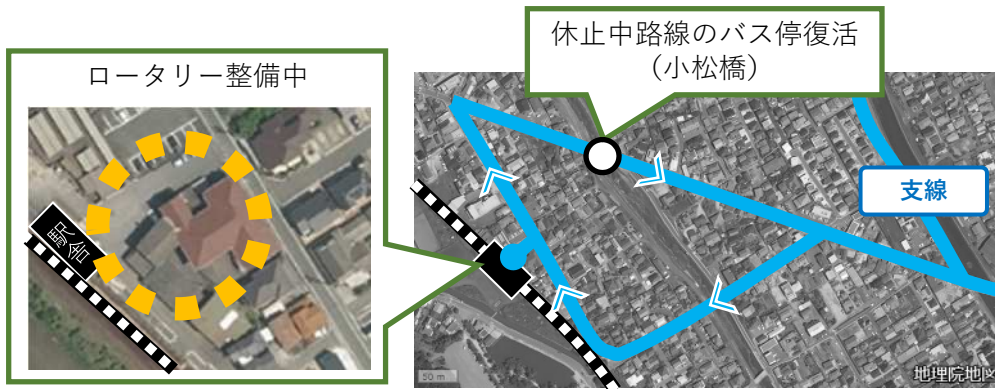 ロータリー整備中
駅舎
休止中路線のバス停復活
（小松橋）
支線
50 m
地理院地図